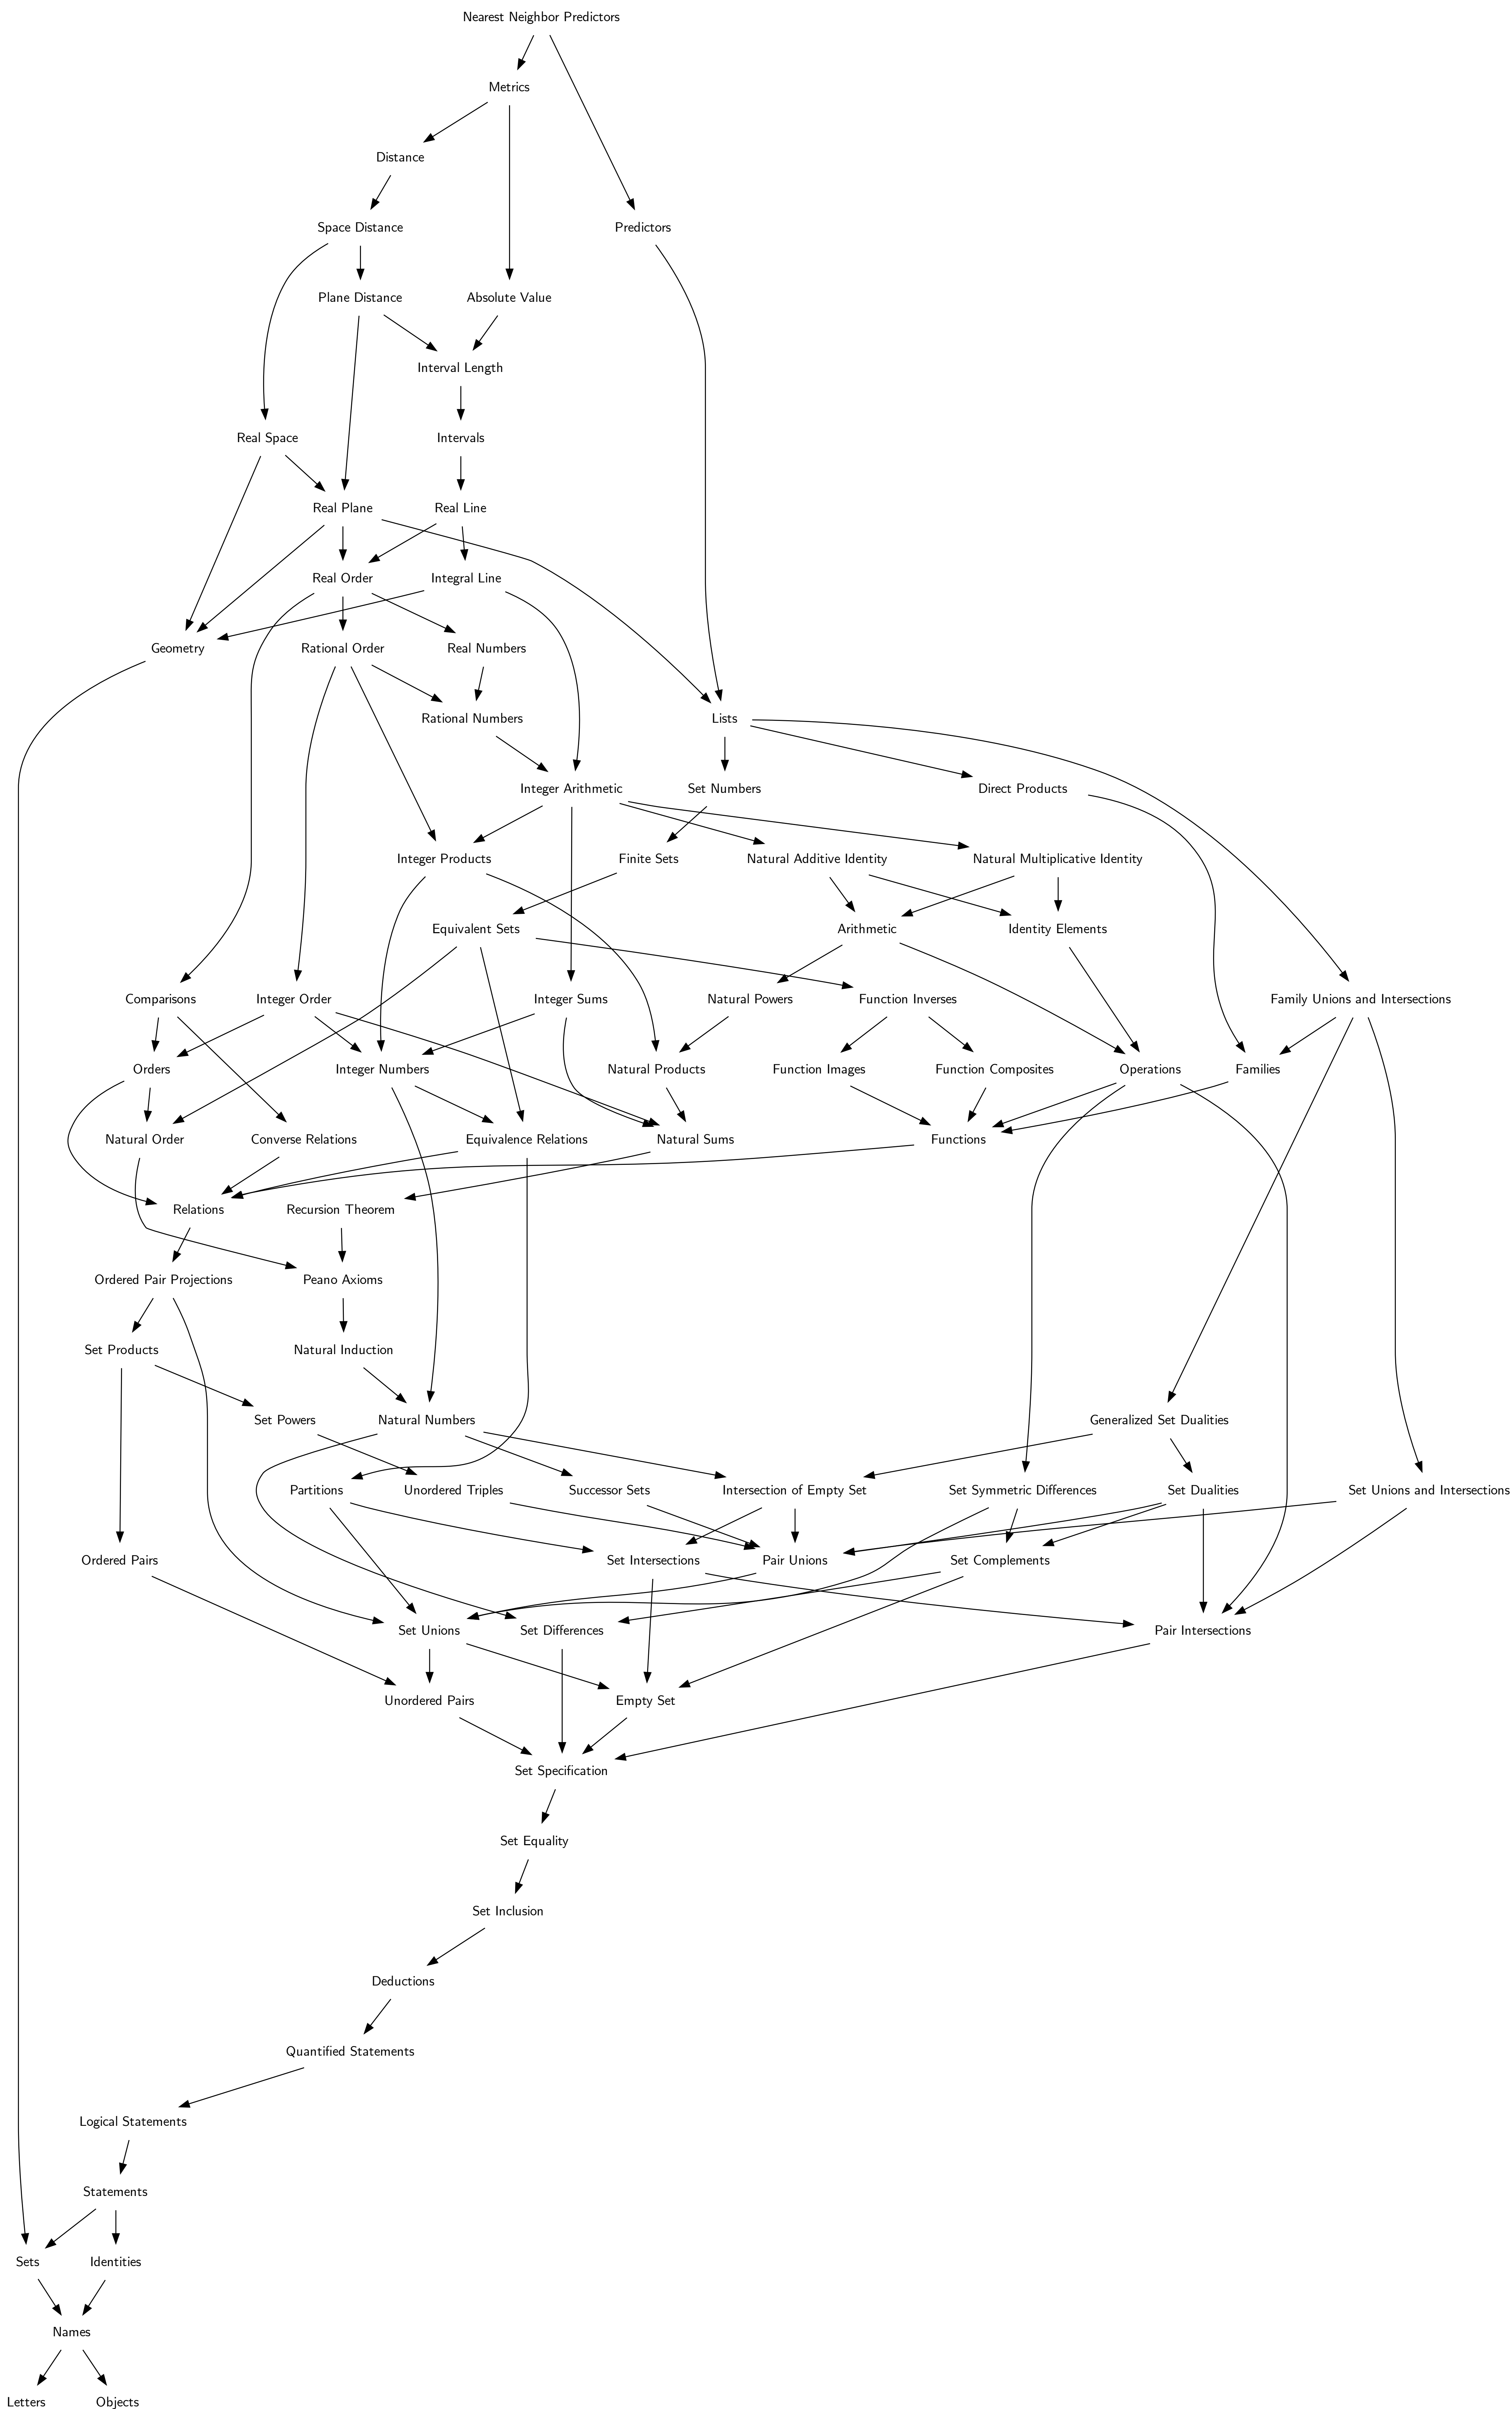 Nearest Neighbor Predictors
Metrics
Distance
Space Distance
Predictors
Plane Distance
Absolute Value
Interval Length
Real Space
Intervals
Real Plane
Real Line
Real Order
Integral Line
Geometry
Rational Order
Real Numbers
Rational Numbers
Lists
Integer Arithmetic
Set Numbers
Direct Products
Integer Products
Finite Sets
Natural Additive Identity
Natural Multiplicative Identity
Equivalent Sets
Arithmetic
Identity Elements
Comparisons
Integer Order
Integer Sums
Natural Powers
Function Inverses
Family Unions and Intersections
Orders
Integer Numbers
Natural Products
Function Images
Function Composites
Operations
Families
Natural Order
Converse Relations
Equivalence Relations
Natural Sums
Functions
Relations
Recursion Theorem
Ordered Pair Projections
Peano Axioms
Set Products
Natural Induction
Set Powers
Natural Numbers
Generalized Set Dualities
Partitions
Unordered Triples
Successor Sets
Intersection of Empty Set
Set Symmetric Differences
Set Dualities
Set Unions and Intersections
Ordered Pairs
Set Intersections
Pair Unions
Set Complements
Set Unions
Set Differences
Pair Intersections
Unordered Pairs
Empty Set
Set Specification
Set Equality
Set Inclusion
Deductions
Quantified Statements
Logical Statements
Statements
Sets
Identities
Names
Letters
Objects